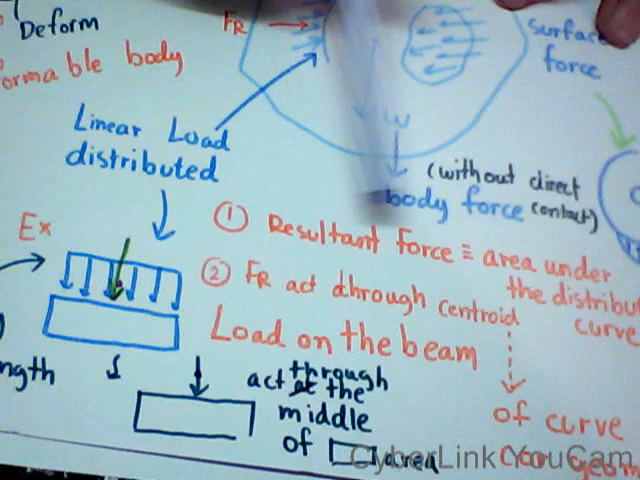 Deform
ormable body
FR
surface
force
Linear Load
distributed
W
(without direct
body force contact)
Ex
① Resultant force ≡ area under
the distribut
curve
② FR act through centroid
Load on the beam
of curve
ngth
act through
at the
middle
of area
CyberLink YouCam